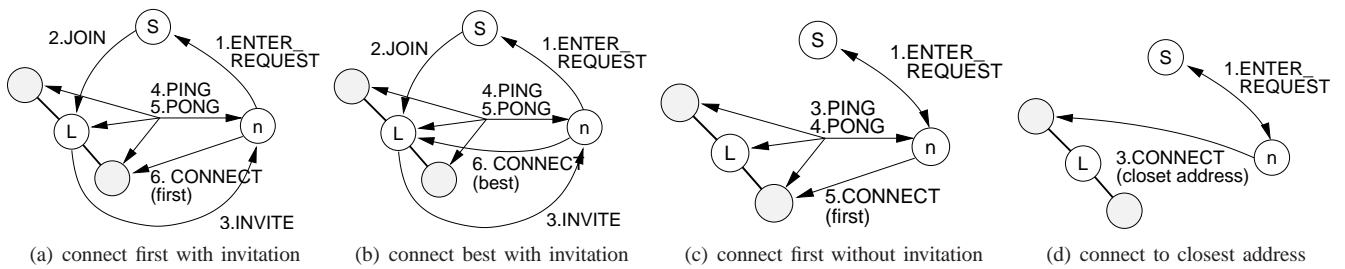 S
2.JOIN
1.ENTER_
REQUEST
4.PING
5.PONG
L
n
6. CONNECT
(first)
3.INVITE
(a) connect first with invitation
S
2.JOIN
1.ENTER_
REQUEST
4.PING
5.PONG
L
n
6. CONNECT
(best)
3.INVITE
(b) connect best with invitation
S
1.ENTER_
REQUEST
3.PING
4.PONG
L
n
5.CONNECT
(first)
(c) connect first without invitation
S
1.ENTER_
REQUEST
n
L
3.CONNECT
(closet address)
(d) connect to closest address